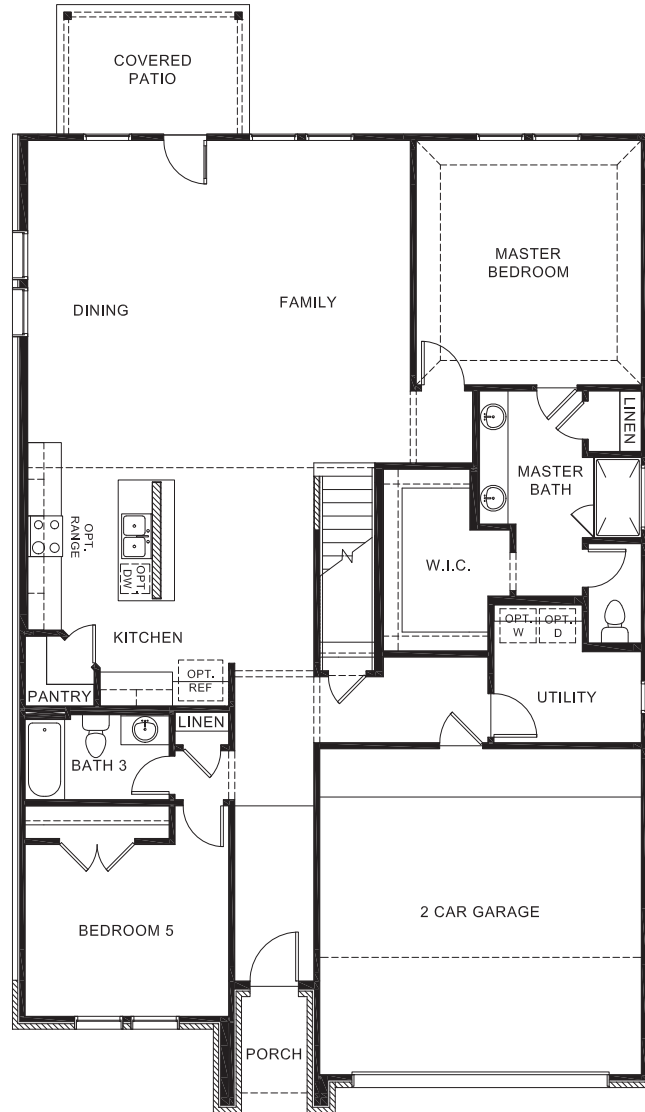 COVERED
PATIO
MASTER
BEDROOM
DINING
FAMILY
LINEN
MASTER
BATH
OPT.
RANGE
OPT.
DW
W.I.C.
KITCHEN
OPT.
W
OPT.
D
OPT.
REF
PANTRY
UTILITY
LINEN
BATH 3
2 CAR GARAGE
BEDROOM 5
PORCH